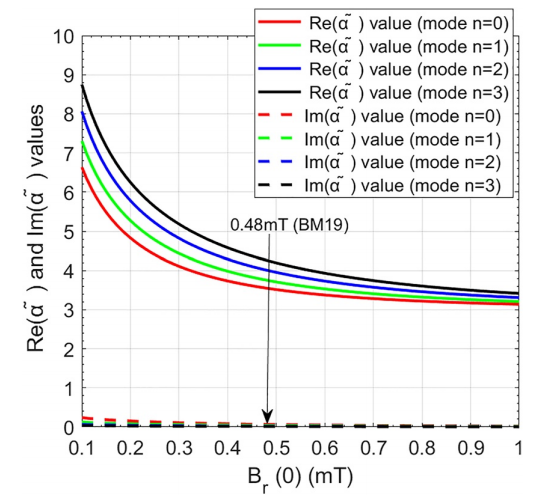 Re(α̃ ) value (mode n=0)
Re(α̃ ) value (mode n=1)
Re(α̃ ) value (mode n=2)
Re(α̃ ) value (mode n=3)
Im(α̃ ) value (mode n=0)
Im(α̃ ) value (mode n=1)
Im(α̃ ) value (mode n=2)
Im(α̃ ) value (mode n=3)
0.48mT (BM19)
Re(α̃ ) and Im(α̃ ) values
10
9
8
7
6
5
4
3
2
1
0
0.1 0.2 0.3 0.4 0.5 0.6 0.7 0.8 0.9 1
B_r (0) (mT)